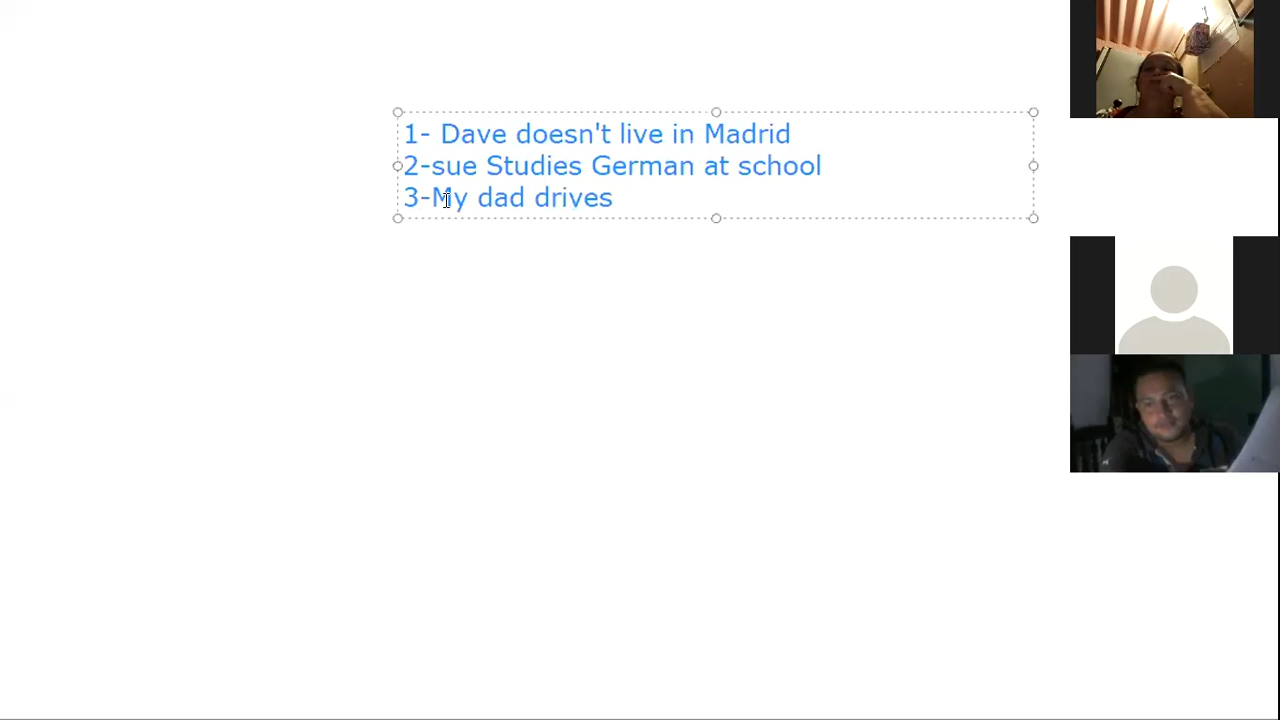 1- Dave doesn't live in Madrid
2-sue Studies German at school
3-My dad drives